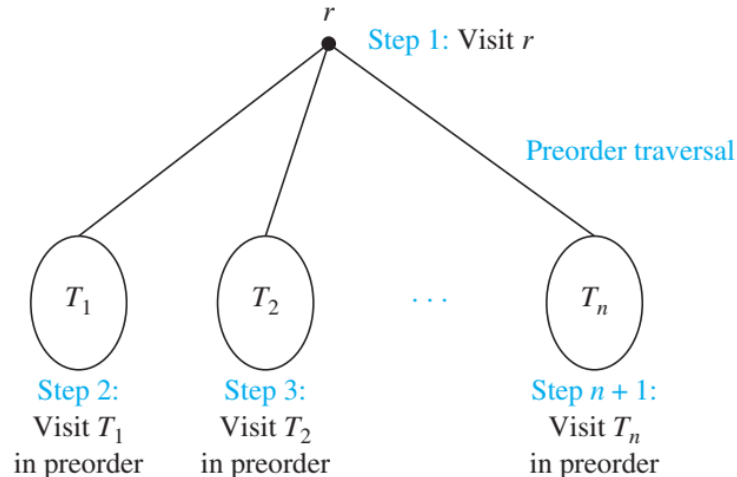 r
Step 1: Visit r
Preorder traversal
T₁
T₂
. . .
Tₙ
Step 2:
Visit T₁
in preorder
Step 3:
Visit T₂
in preorder
Step n + 1:
Visit Tₙ
in preorder